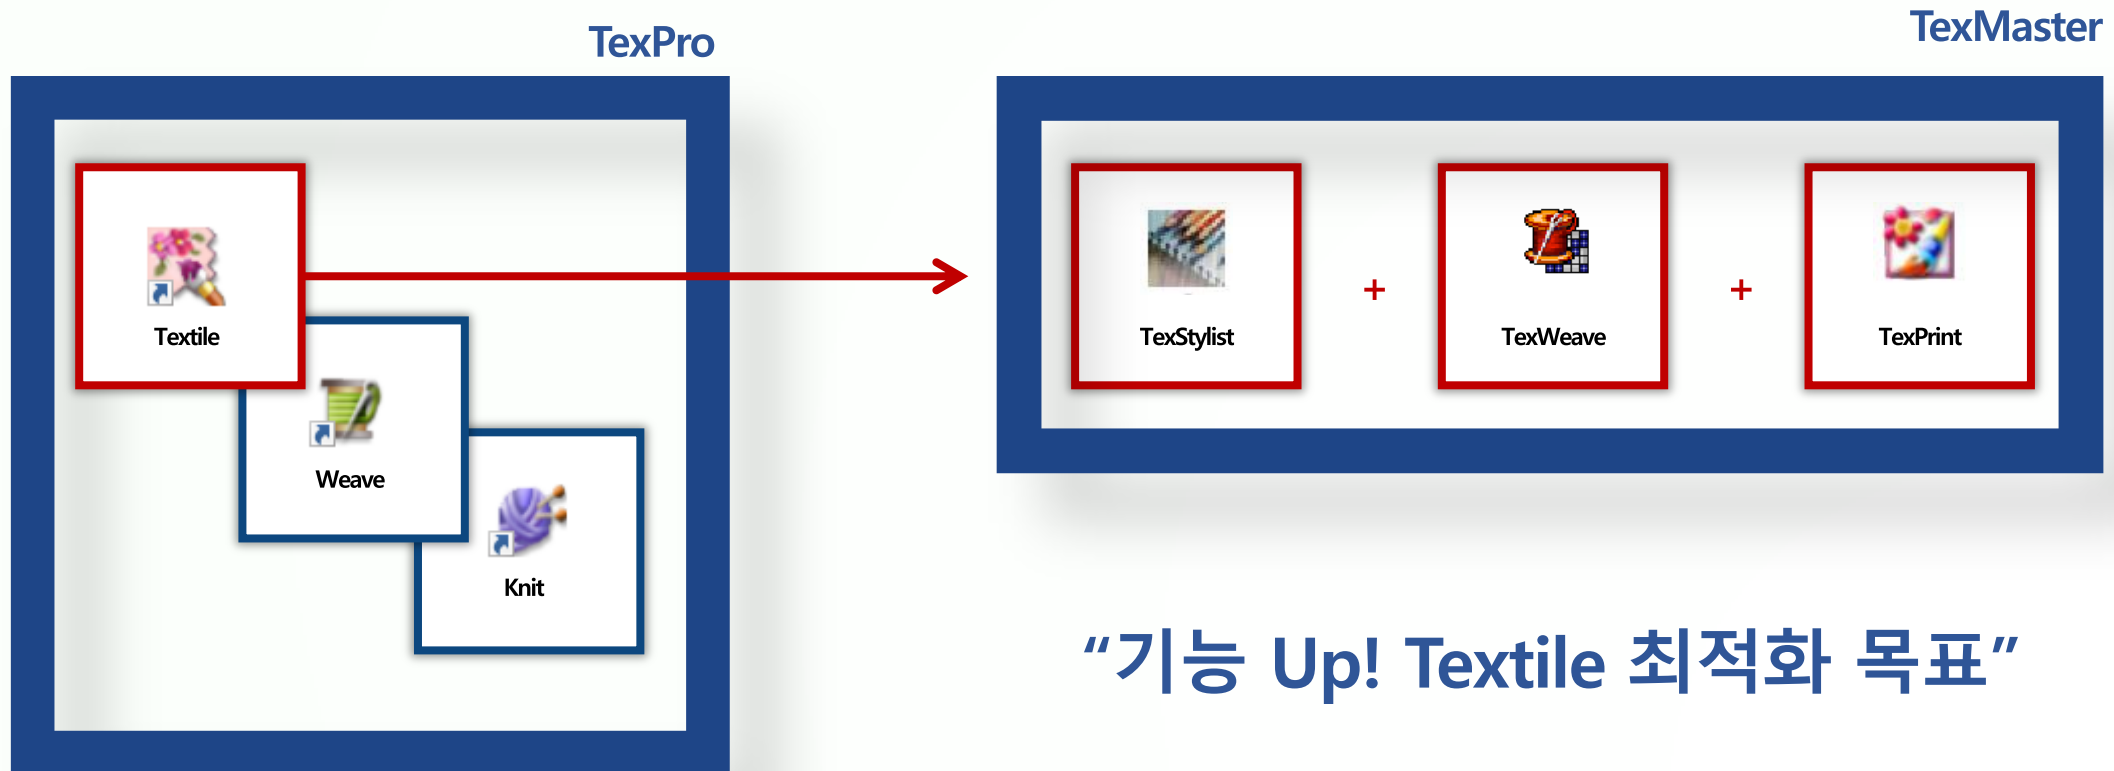 TexPro
TexMaster
Textile
Weave
Knit
TexStylist
+
TexWeave
+
TexPrint
“기능 Up! Textile 최적화 목표”